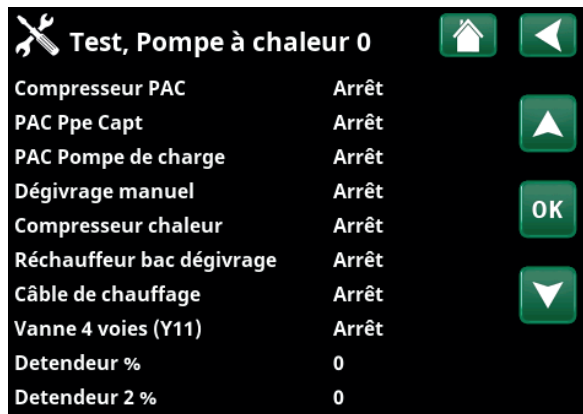 Test, Pompe à chaleur 0
Compresseur PAC Arrêt
PAC Ppe Capt Arrêt
PAC Pompe de charge Arrêt
Dégivrage manuel Arrêt
OK
Compresseur chaleur Arrêt
Réchauffeur bac dégivrage Arrêt
Câble de chauffage Arrêt
Vanne 4 voies (Y11) Arrêt
Detendeur % 0
Detendeur 2 % 0